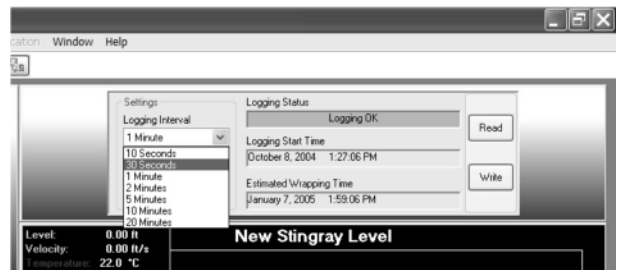 cation Window Help
Settings
Logging Interval
1 Minute
10 Seconds
30 Seconds
1 Minute
2 Minutes
5 Minutes
10 Minutes
20 Minutes
Logging Status
Logging OK
Logging Start Time
October 8, 2004 1:27:06 PM
Estimated Wrapping Time
January 7, 2005 1:59:06 PM
Read
Write
Level: 0.00 ft
Velocity: 0.00 ft/s
Temperature: 22.0 °C
New Stingray Level